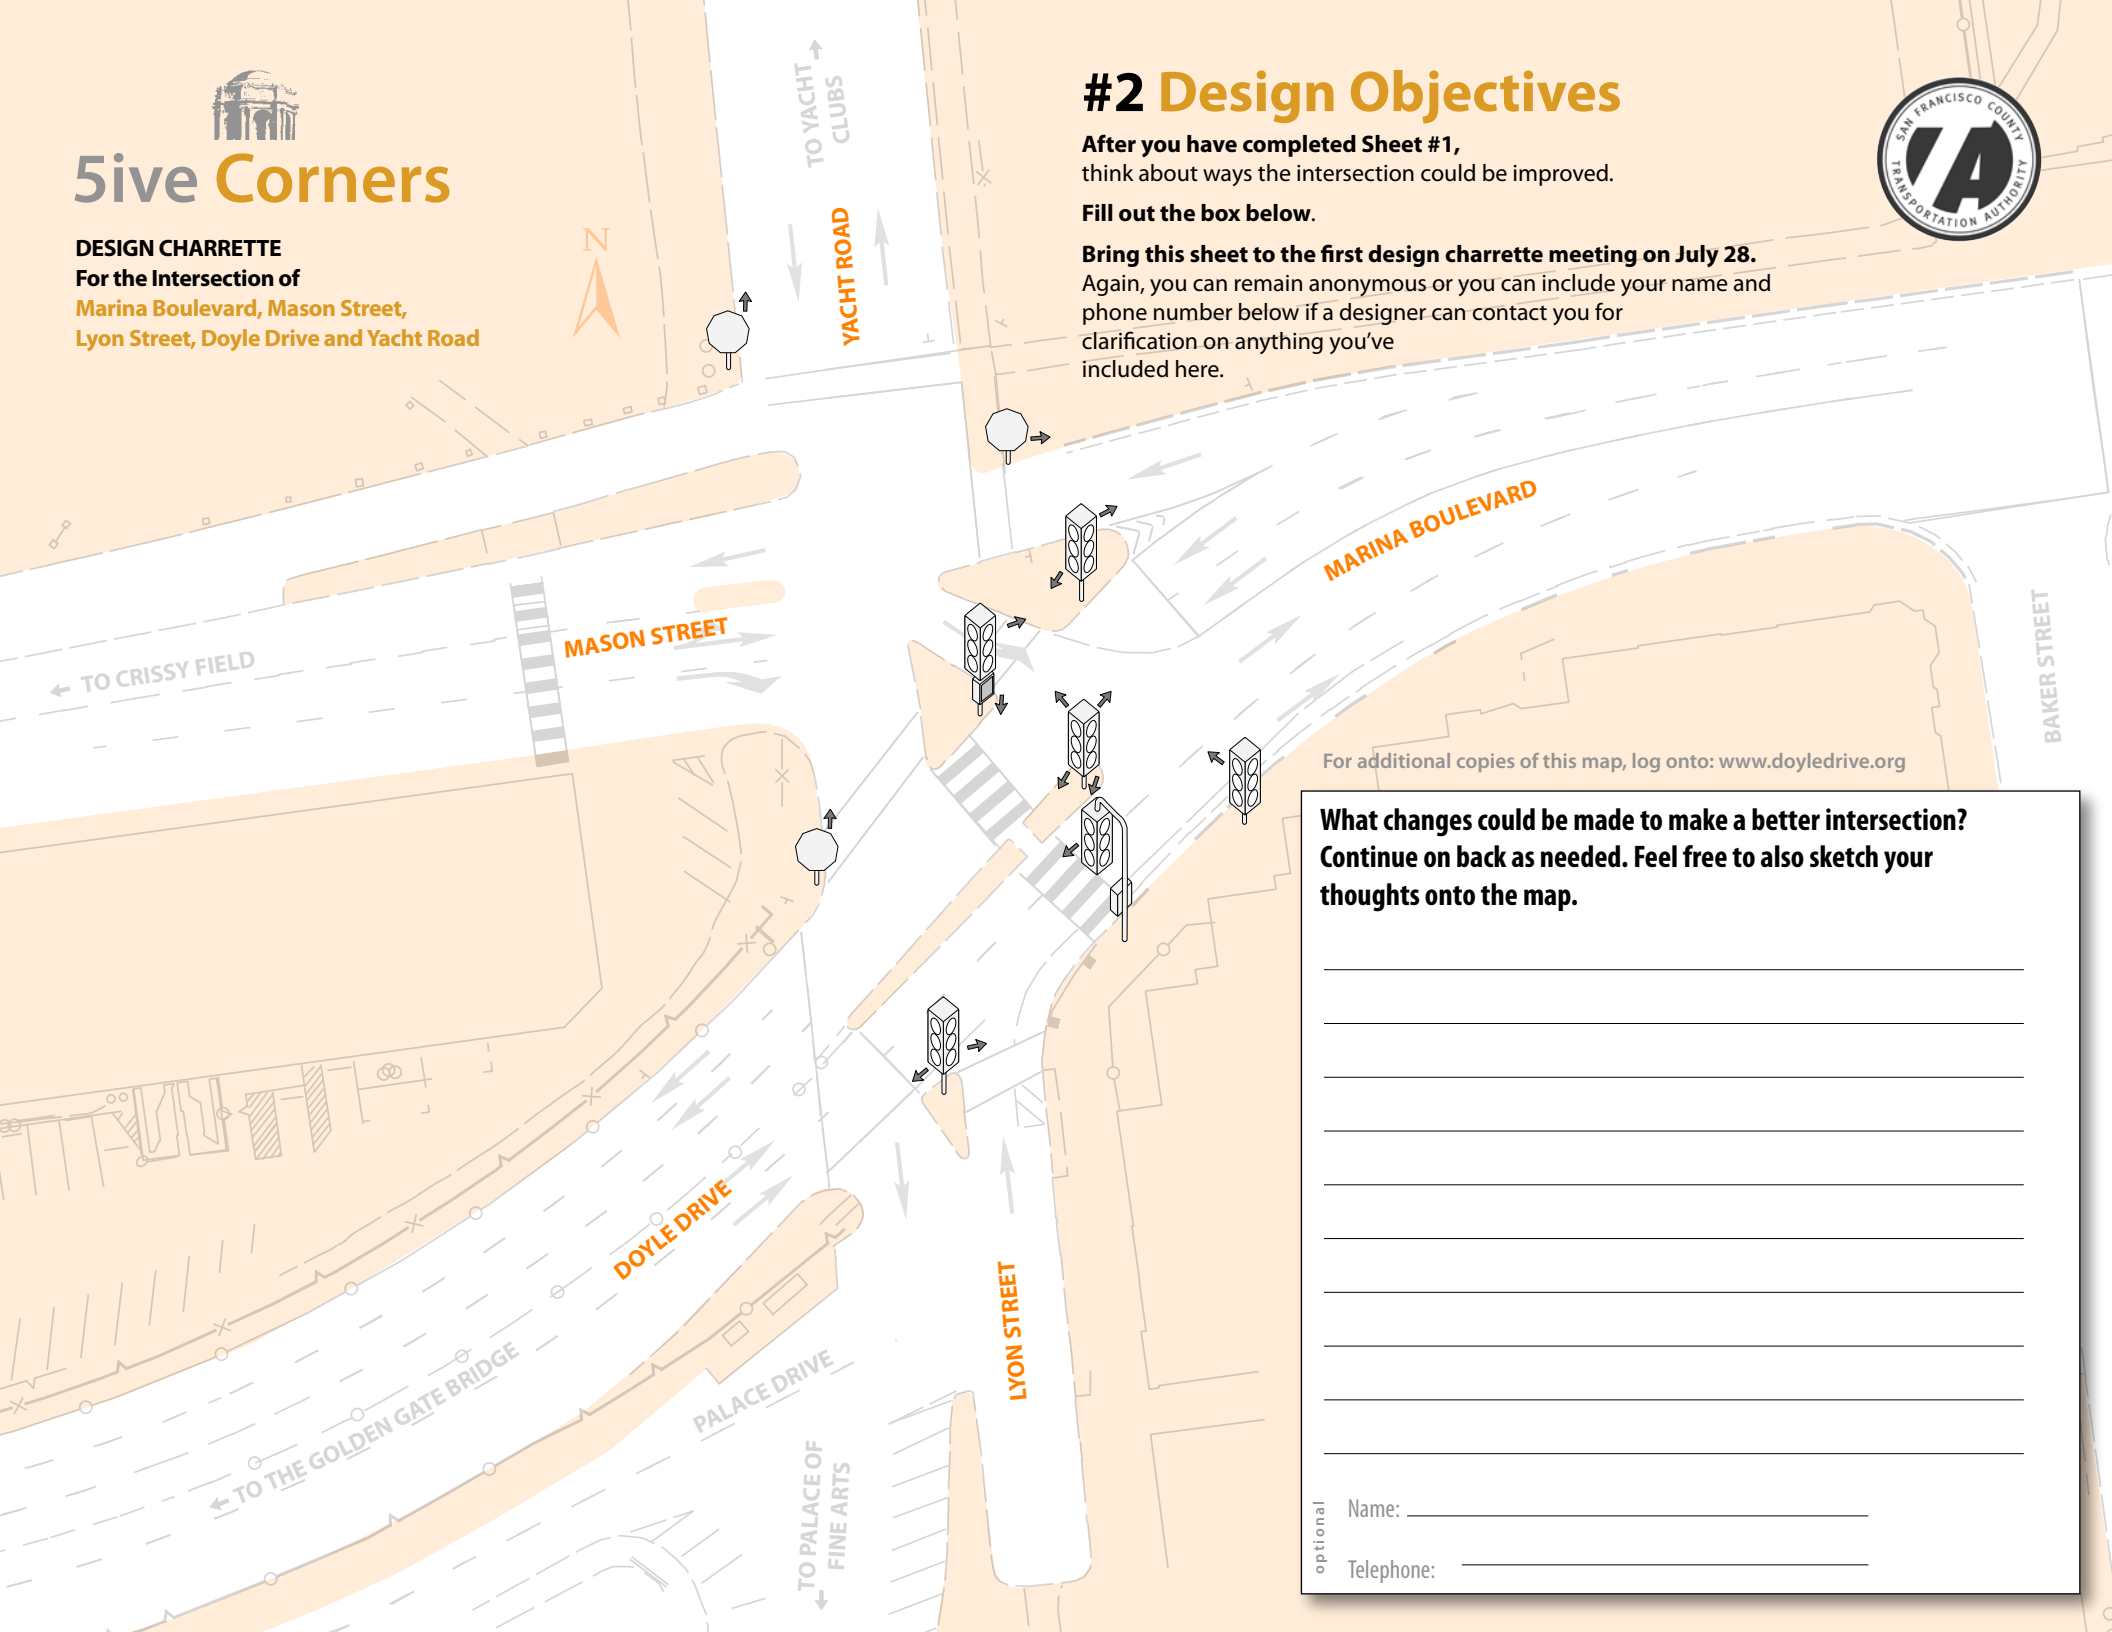 5ive Corners
DESIGN CHARRETTE
For the Intersection of
Marina Boulevard, Mason Street,
Lyon Street, Doyle Drive and Yacht Road
N
TO YACHT
CLUBS
YACHT ROAD
#2 Design Objectives
After you have completed Sheet #1,
think about ways the intersection could be improved.
Fill out the box below.
Bring this sheet to the first design charrette meeting on July 28.
Again, you can remain anonymous or you can include your name and
phone number below if a designer can contact you for
clarification on anything you've
included here.
SAN FRANCISCO COUNTY
TA
TRANSPORTATION AUTHORITY
MARINA BOULEVARD
MASON STREET
TO CRISSY FIELD
BAKER STREET
For additional copies of this map, log onto: www.doyledrive.org
What changes could be made to make a better intersection?
Continue on back as needed. Feel free to also sketch your
thoughts onto the map.
DOYLE DRIVE
LYON STREET
TO THE GOLDEN GATE BRIDGE
PALACE DRIVE
TO PALACE OF
FINE ARTS
optional
Name:
Telephone: